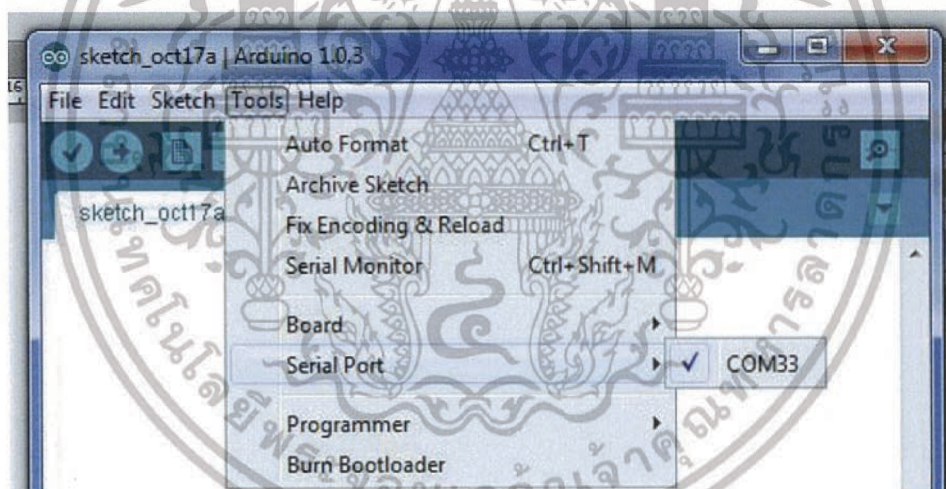 sketch_oct17a | Arduino 1.0.3
File Edit Sketch Tools Help
Auto Format Ctrl+T
Archive Sketch
sketch_oct17a
Fix Encoding & Reload
Serial Monitor Ctrl+Shift+M
Board
Serial Port
COM33
Programmer
Burn Bootloader